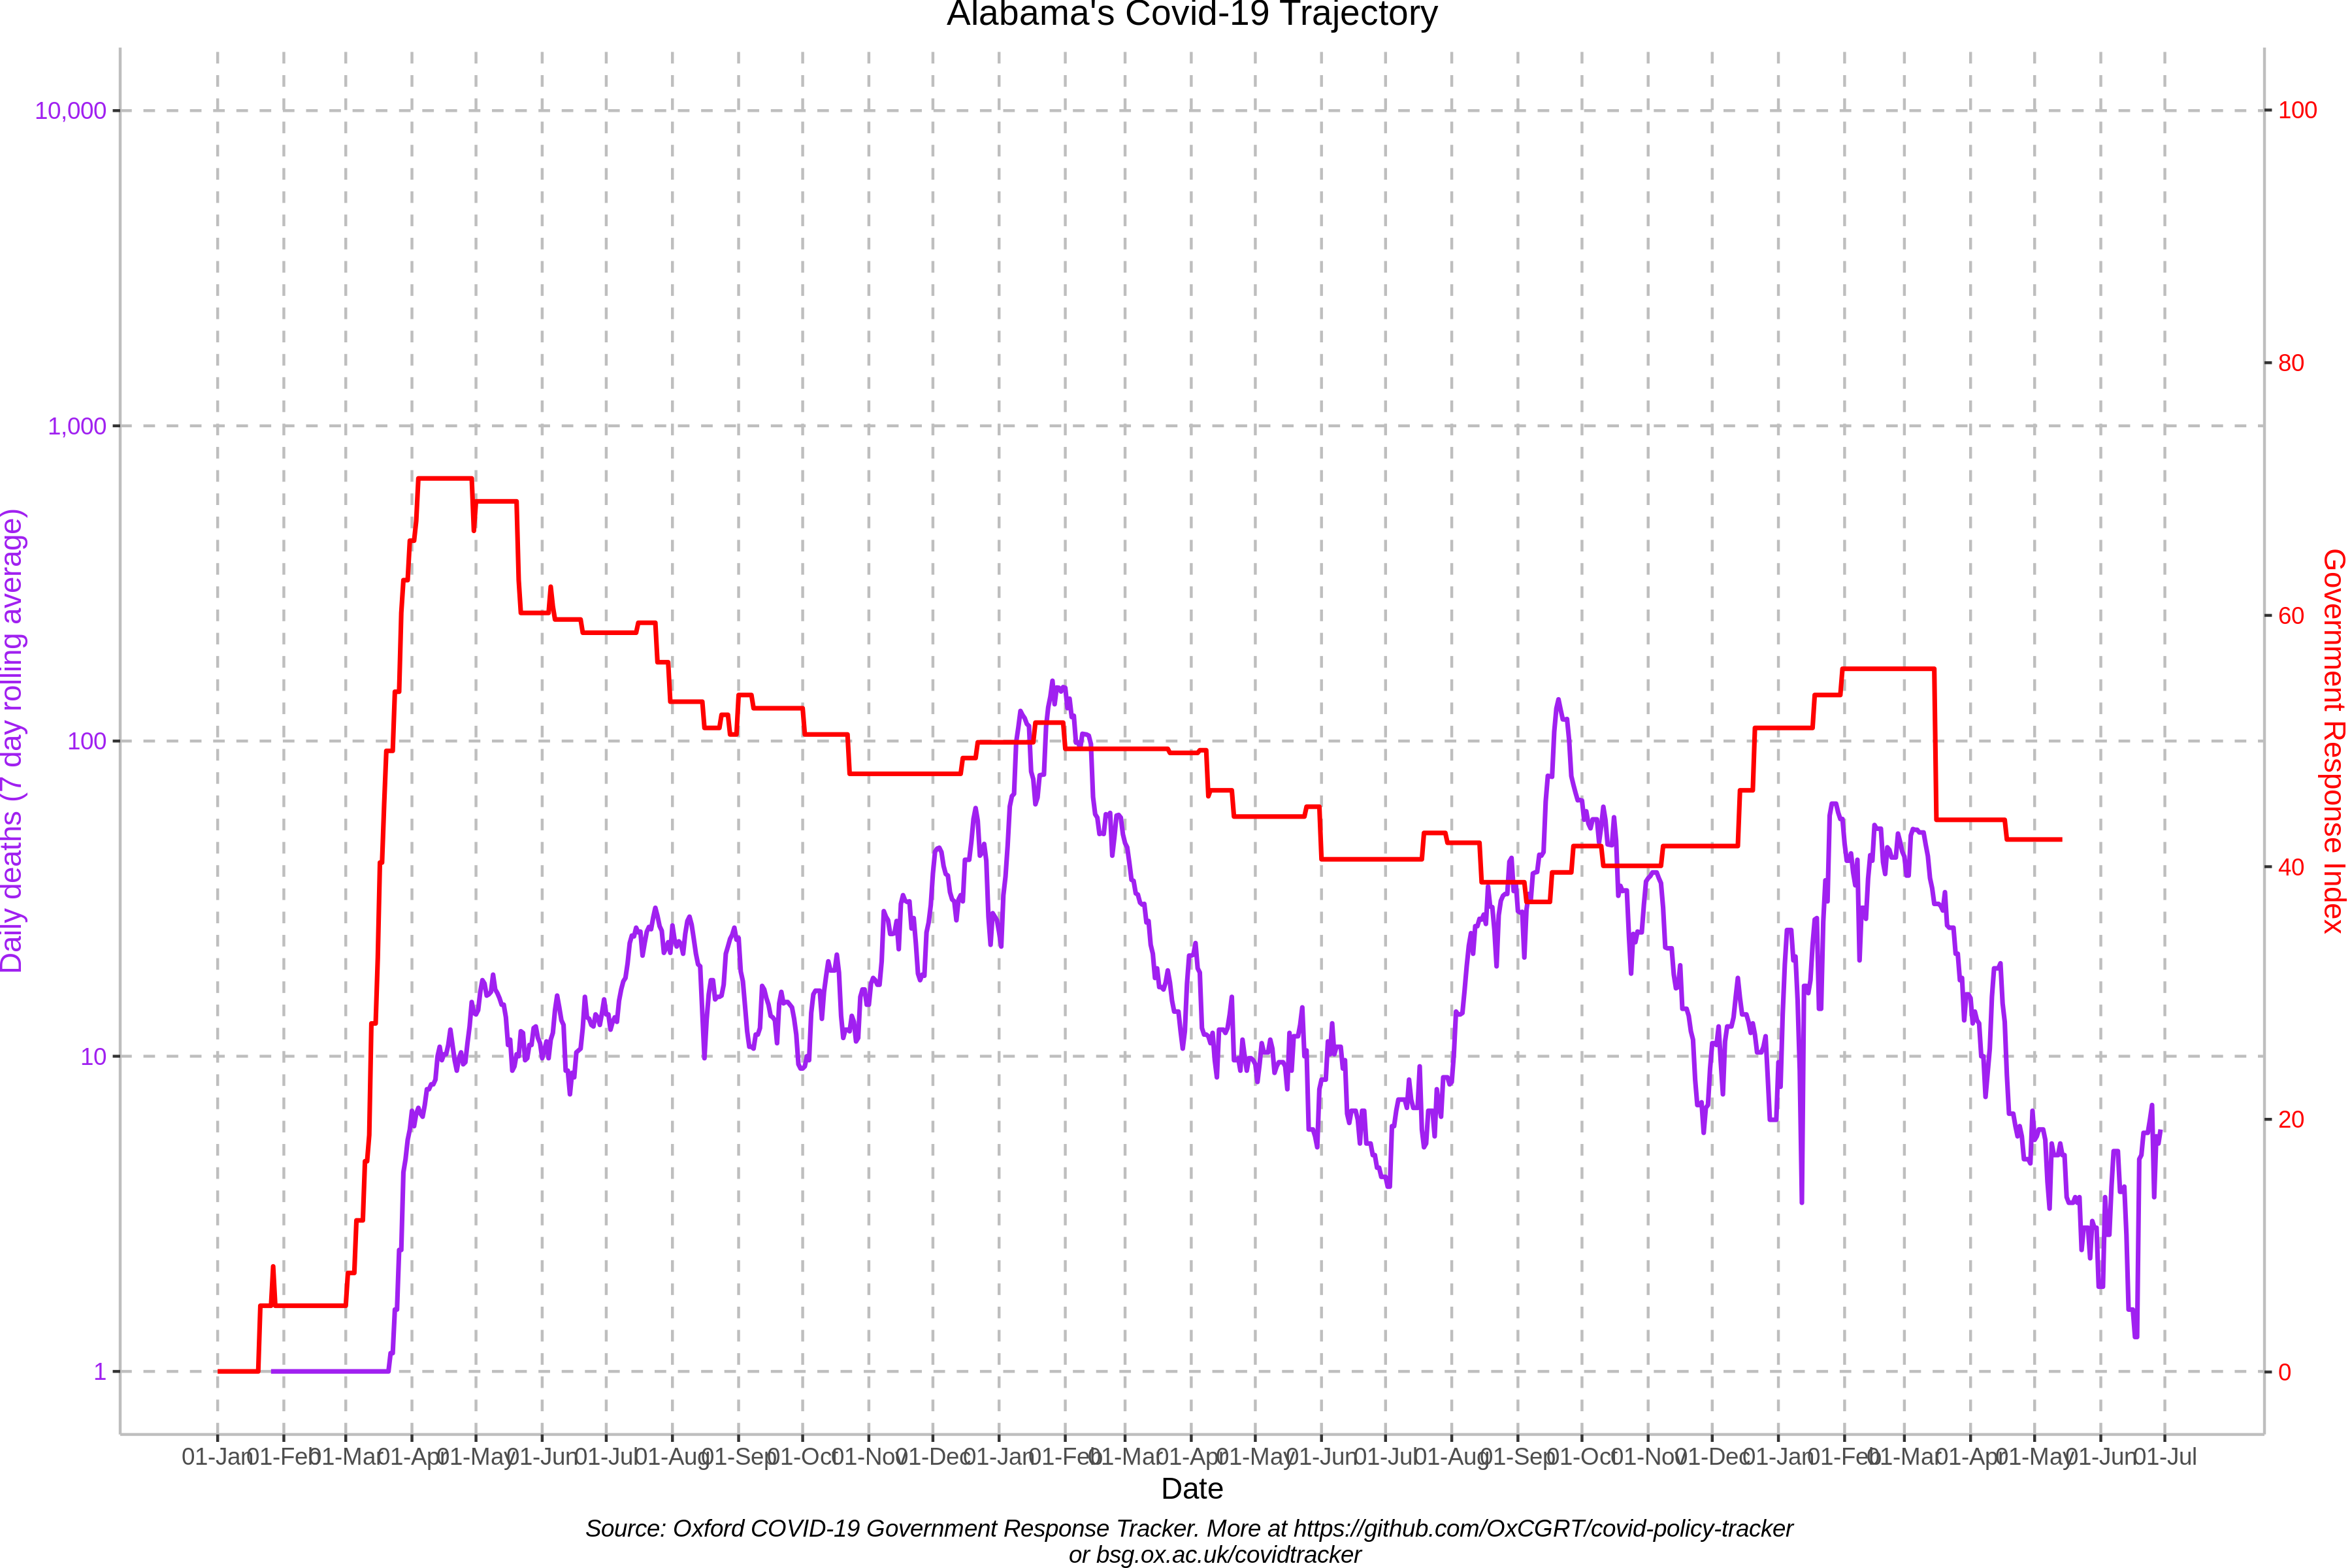 Alabama's Covid-19 Trajectory
10,000
1,000
100
10
1
Daily deaths (7 day rolling average)
100
80
60
40
20
0
Government Response Index
01-Jan
01-Feb
01-Mar
01-Apr
01-May
01-Jun
01-Jul
01-Aug
01-Sep
01-Oct
01-Nov
01-Dec
01-Jan
01-Feb
01-Mar
01-Apr
01-May
01-Jun
01-Jul
01-Aug
01-Sep
01-Oct
01-Nov
01-Dec
01-Jan
01-Feb
01-Mar
01-Apr
01-May
01-Jun
01-Jul
Date
Source: Oxford COVID-19 Government Response Tracker. More at https://github.com/OxCGRT/covid-policy-tracker
or bsg.ox.ac.uk/covidtracker